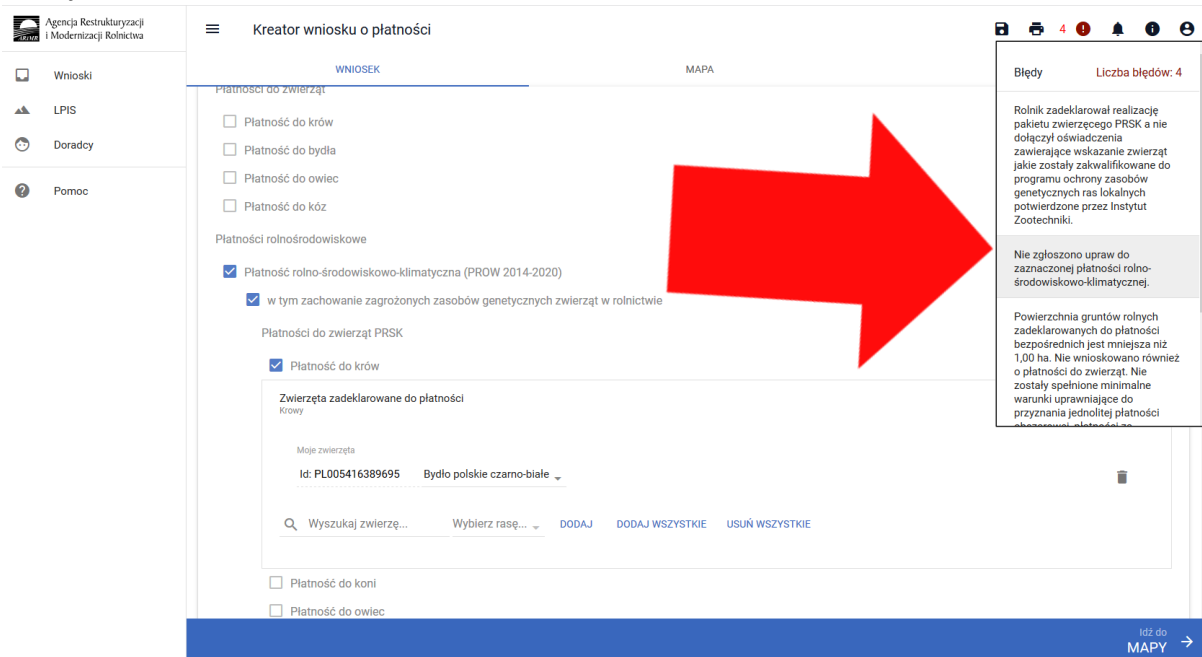 Agencja Restrukturyzacji
i Modernizacji Rolnictwa
ARiMR
Kreator wniosku o płatności
4
Wnioski
LPIS
Doradcy
Pomoc
WNIOSEK
MAPA
Płatności do zwierząt
Płatność do krów
Płatność do bydła
Płatność do owiec
Płatność do kóz
Płatności rolnośrodowiskowe
Płatność rolno-środowiskowo-klimatyczna (PROW 2014-2020)
w tym zachowanie zagrożonych zasobów genetycznych zwierząt w rolnictwie
Płatności do zwierząt PRSK
Płatność do krów
Zwierzęta zadeklarowane do płatności
Krowy
Moje zwierzęta
Id: PL005416389695 Bydło polskie czarno-białe
Wyszukaj zwierzę... Wybierz rasę... DODAJ DODAJ WSZYSTKIE USUŃ WSZYSTKIE
Płatność do koni
Płatność do owiec
Błędy Liczba błędów: 4
Rolnik zadeklarował realizację
pakietu zwierzęcego PRSK a nie
dołączył oświadczenia
zawierające wskazanie zwierząt
jakie zostały zakwalifikowane do
programu ochrony zasobów
genetycznych ras lokalnych
potwierdzone przez Instytut
Zootechniki.
Nie zgłoszono upraw do
zaznaczonej płatności rolno-
środowiskowo-klimatycznej.
Powierzchnia gruntów rolnych
zadeklarowanych do płatności
bezpośrednich jest mniejsza niż
1,00 ha. Nie wnioskowano również
o płatności do zwierząt. Nie
zostały spełnione minimalne
warunki uprawniające do
przyznania jednolitej płatności
obszarowej, płatności za
Idź do
MAPY